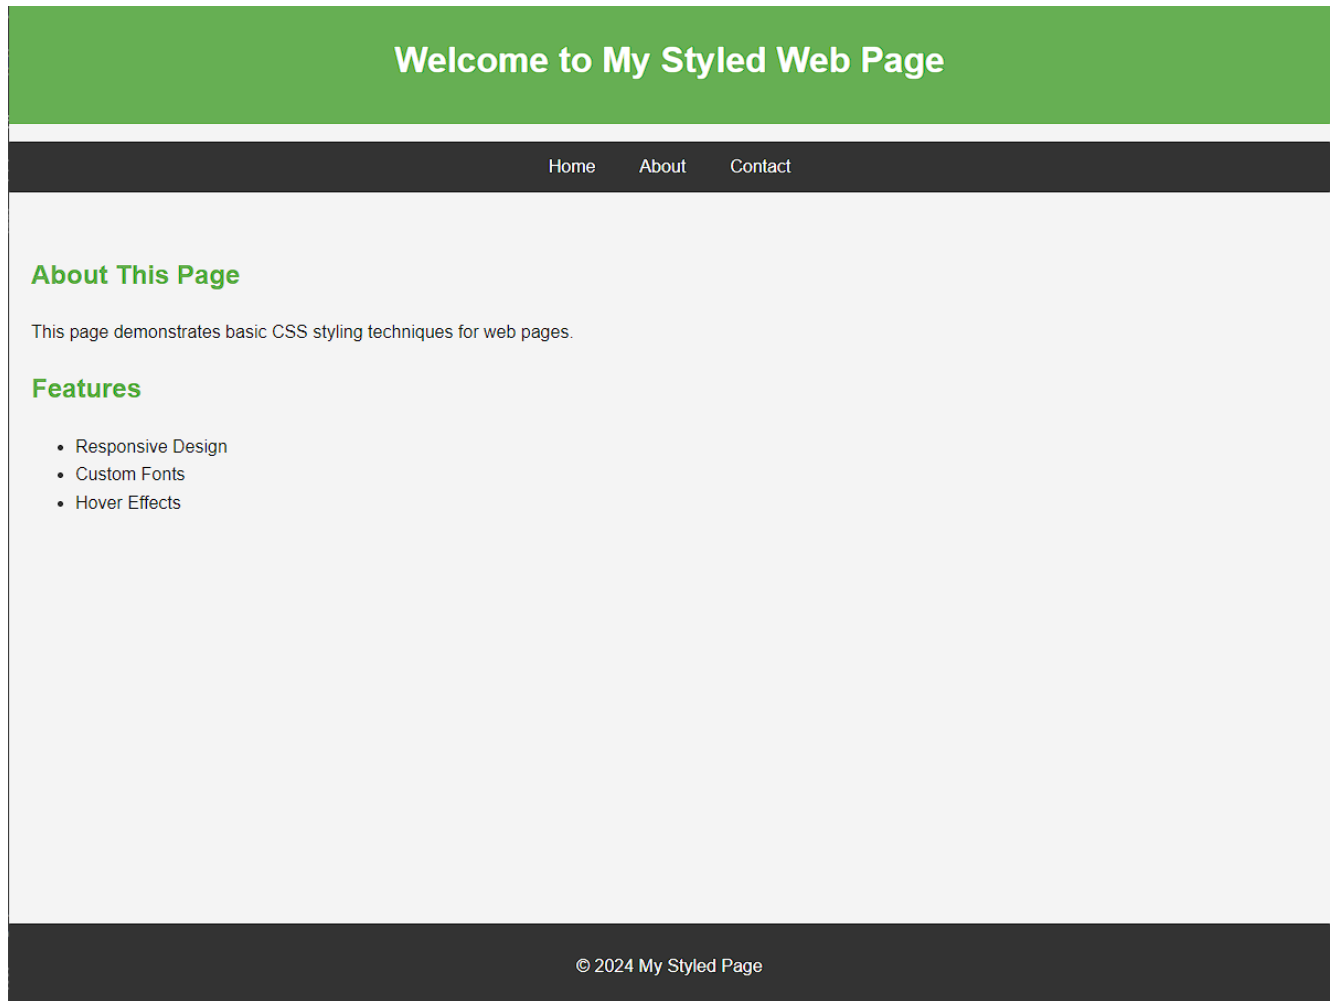 Welcome to My Styled Web Page
Home About Contact
About This Page
This page demonstrates basic CSS styling techniques for web pages.
Features
• Responsive Design
• Custom Fonts
• Hover Effects
© 2024 My Styled Page